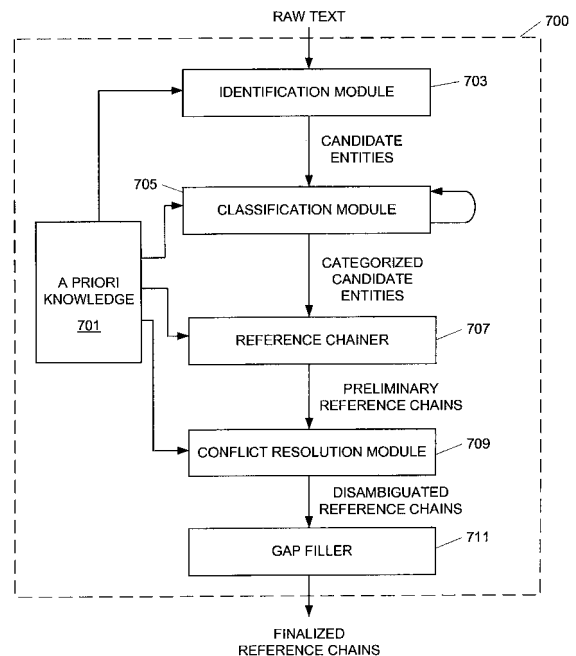 RAW TEXT
700
IDENTIFICATION MODULE
703
CANDIDATE
ENTITIES
705
CLASSIFICATION MODULE
A PRIORI
KNOWLEDGE
701
CATEGORIZED
CANDIDATE
ENTITIES
REFERENCE CHAINER
707
PRELIMINARY
REFERENCE CHAINS
CONFLICT RESOLUTION MODULE
709
DISAMBIGUATED
REFERENCE CHAINS
GAP FILLER
711
FINALIZED
REFERENCE CHAINS